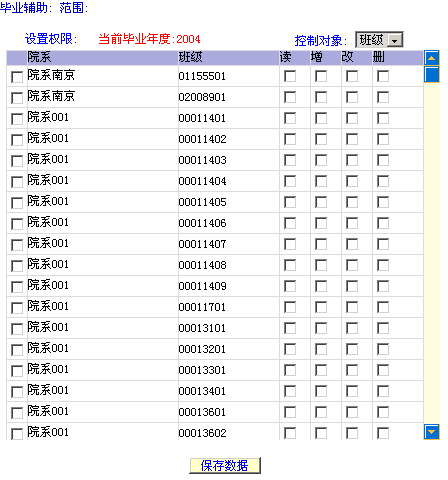 毕业辅助: 范围:
设置权限: 当前毕业年度:2004 控制对象: 班级
院系 班级 读 增 改 删
院系南京 01155501
院系南京 02008901
院系001 00011401
院系001 00011402
院系001 00011403
院系001 00011404
院系001 00011405
院系001 00011406
院系001 00011407
院系001 00011408
院系001 00011409
院系001 00011701
院系001 00013101
院系001 00013201
院系001 00013301
院系001 00013401
院系001 00013601
院系001 00013602
保存数据